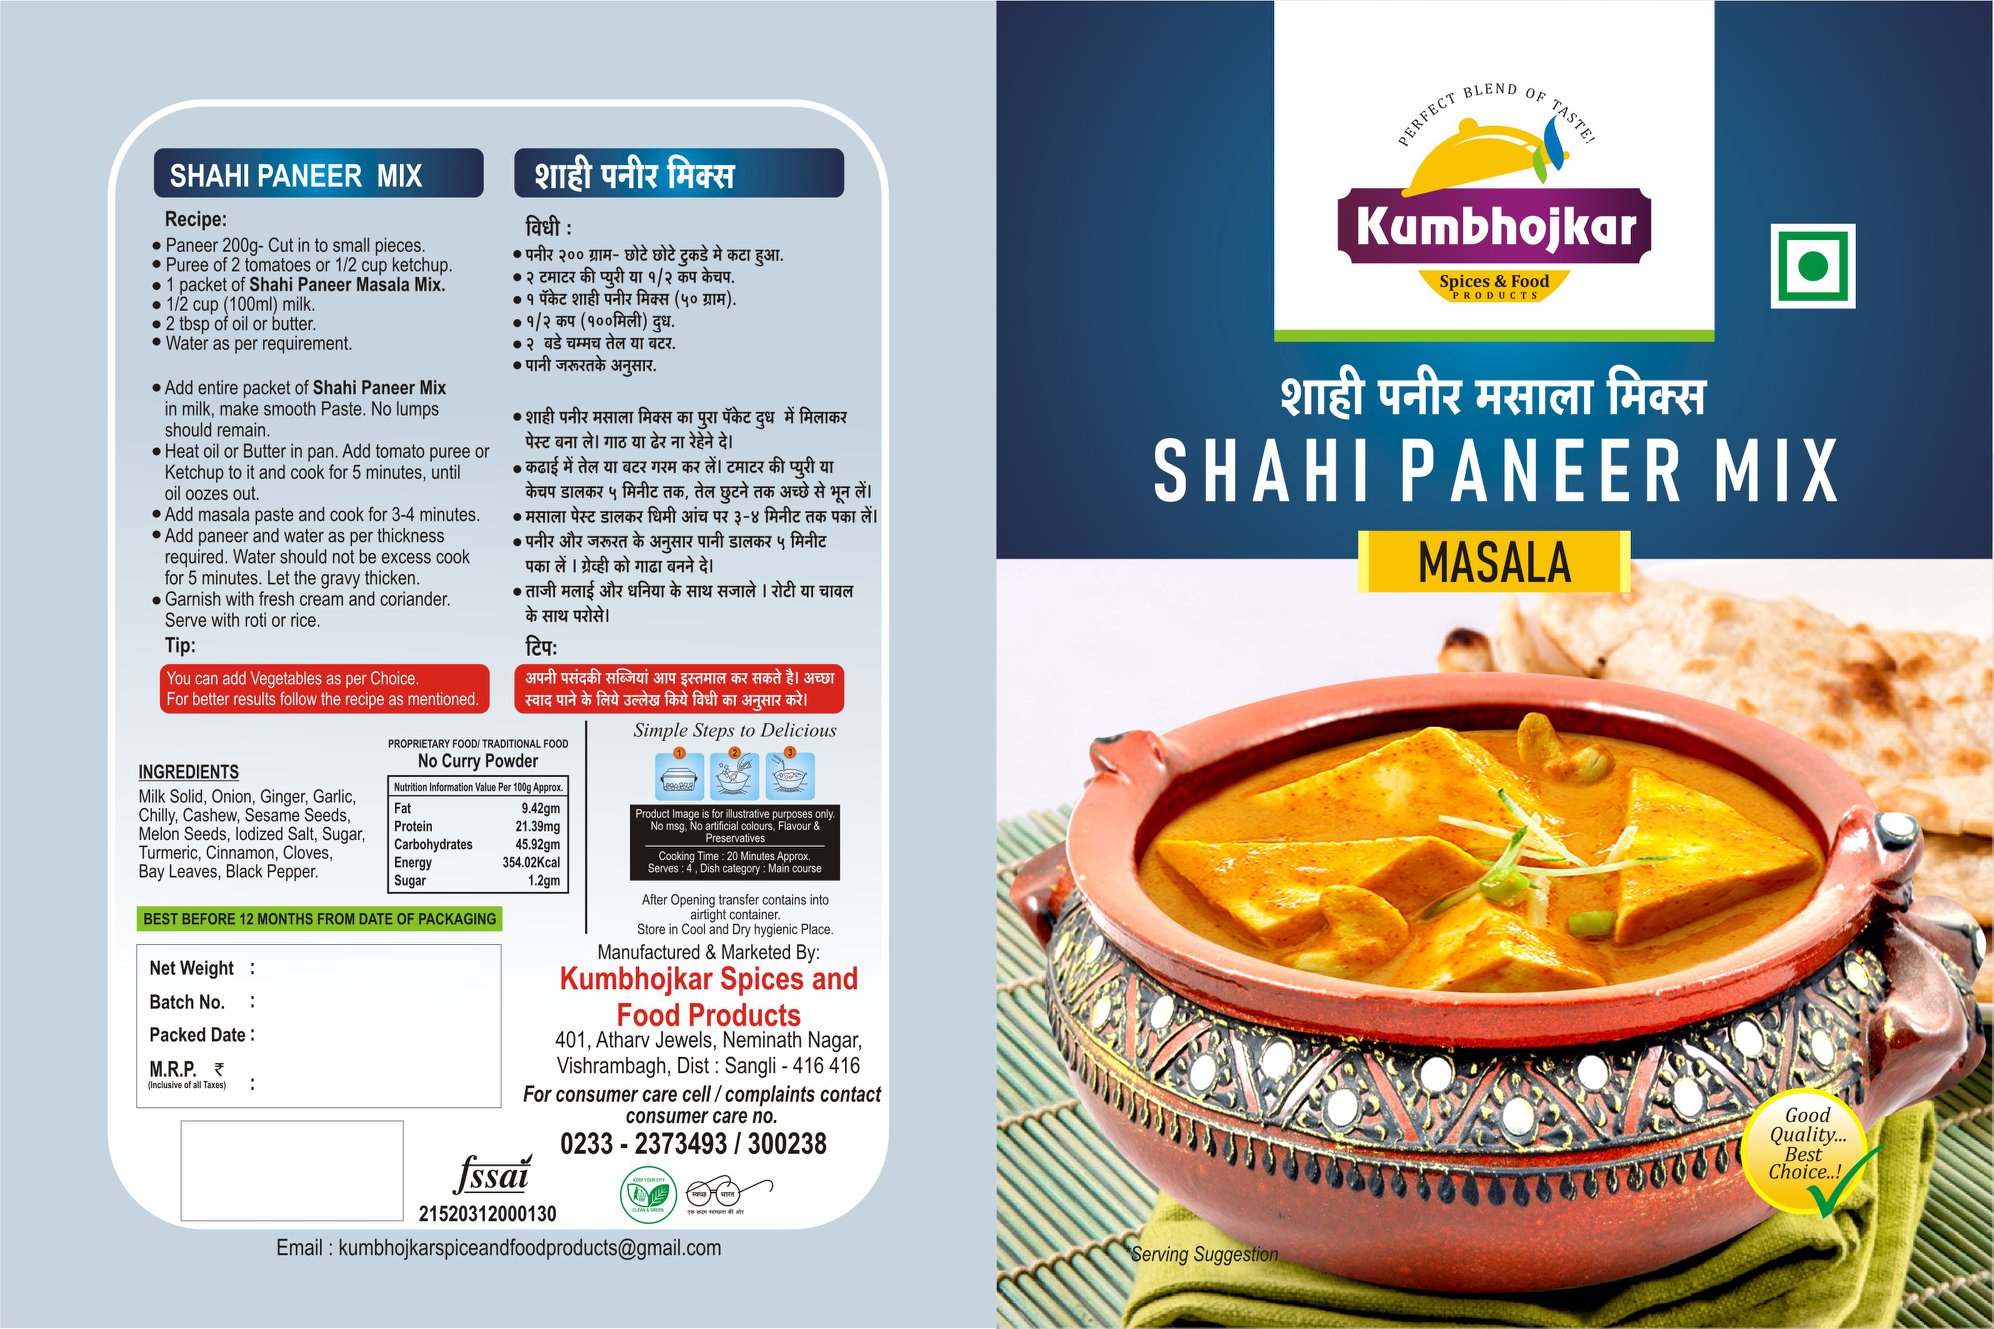 SHAHI PANEER MIX
Recipe:
● Paneer 200g- Cut in to small pieces.
● Puree of 2 tomatoes or 1/2 cup ketchup.
● 1 packet of Shahi Paneer Masala Mix.
● 1/2 cup (100ml) milk.
● 2 tbsp of oil or butter.
● Water as per requirement.
● Add entire packet of Shahi Paneer Mix
in milk, make smooth Paste. No lumps
should remain.
● Heat oil or Butter in pan. Add tomato puree or
Ketchup to it and cook for 5 minutes, until
oil oozes out.
● Add masala paste and cook for 3-4 minutes.
● Add paneer and water as per thickness
required. Water should not be excess cook
for 5 minutes. Let the gravy thicken.
● Garnish with fresh cream and coriander.
Serve with roti or rice.
Tip:
You can add Vegetables as per Choice.
For better results follow the recipe as mentioned.
शाही पनीर मिक्स
विधी :
● पनीर २०० ग्राम- छोटे छोटे टुकडे मे कटा हुआ.
● २ टमाटर की प्युरी या १/२ कप केचप.
● १ पॅकेट शाही पनीर मिक्स (५० ग्राम).
● १/२ कप (१००मिली) दुध.
● २ बडे चम्मच तेल या बटर.
● पानी जरूरतके अनुसार.
● शाही पनीर मसाला मिक्स का पुरा पॅकेट दुध में मिलाकर
पेस्ट बना ले। गाठ या ढेर ना रेहेने दे।
● कढाई में तेल या बटर गरम कर लें। टमाटर की प्युरी या
केचप डालकर ५ मिनीट तक, तेल छुटने तक अच्छे से भून लें।
● मसाला पेस्ट डालकर धिमी आंच पर ३-४ मिनीट तक पका लें।
● पनीर और जरूरत के अनुसार पानी डालकर ५ मिनीट
पका लें । ग्रेव्ही को गाढा बनने दे।
● ताजी मलाई और धनिया के साथ सजाले । रोटी या चावल
के साथ परोसे।
टिप:
अपनी पसंदकी सब्जियां आप इस्तमाल कर सकते है। अच्छा
स्वाद पाने के लिये उल्लेख किये विधी का अनुसार करे।
INGREDIENTS
Milk Solid, Onion, Ginger, Garlic,
Chilly, Cashew, Sesame Seeds,
Melon Seeds, Iodized Salt, Sugar,
Turmeric, Cinnamon, Cloves,
Bay Leaves, Black Pepper.
PROPRIETARY FOOD/ TRADITIONAL FOOD
No Curry Powder
Nutrition Information Value Per 100g Approx.
Fat 9.42gm
Protein 21.39mg
Carbohydrates 45.92gm
Energy 354.02Kcal
Sugar 1.2gm
Simple Steps to Delicious
1 2 3
Product Image is for illustrative purposes only.
No msg, No artificial colours, Flavour &
Preservatives
Cooking Time : 20 Minutes Approx.
Serves : 4 , Dish category : Main course
After Opening transfer contains into
airtight container.
Store in Cool and Dry hygienic Place.
BEST BEFORE 12 MONTHS FROM DATE OF PACKAGING
Net Weight :
Batch No. :
Packed Date :
M.R.P. ₹
(Inclusive of all Taxes) :
Manufactured & Marketed By:
Kumbhojkar Spices and
Food Products
401, Atharv Jewels, Neminath Nagar,
Vishrambagh, Dist : Sangli - 416 416
For consumer care cell / complaints contact
consumer care no.
0233 - 2373493 / 300238
fssai
21520312000130
KEEP YOUR CITY
CLEAN & GREEN
स्वच्छ भारत
एक कदम स्वच्छता की ओर
Email : kumbhojkarspiceandfoodproducts@gmail.com
PERFECT BLEND OF TASTE!
Kumbhojkar
Spices & Food
PRODUCTS
शाही पनीर मसाला मिक्स
SHAHI PANEER MIX
MASALA
Good
Quality...
Best
Choice..!
*Serving Suggestion